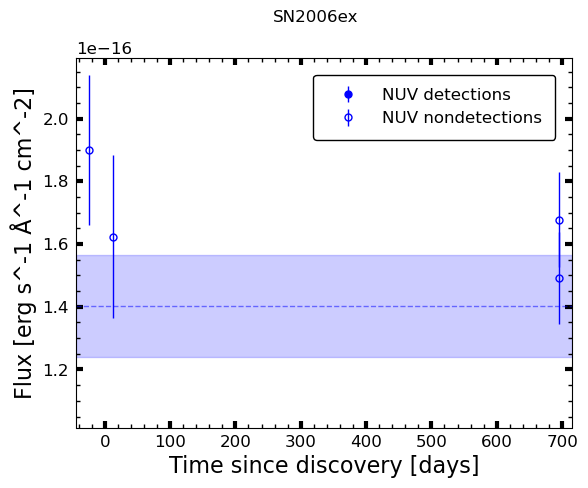 SN2006ex
1e−16
NUV detections
NUV nondetections
2.0
1.8
1.6
1.4
1.2
Flux [erg s^-1 Å^-1 cm^-2]
0 100 200 300 400 500 600 700
Time since discovery [days]